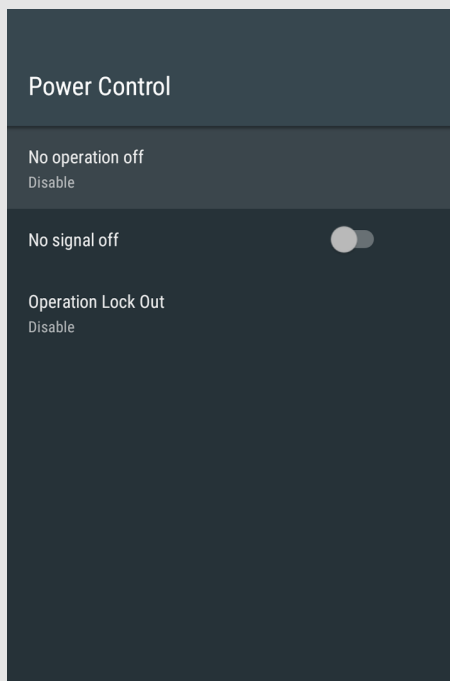 Power Control
No operation off
Disable
No signal off
Operation Lock Out
Disable